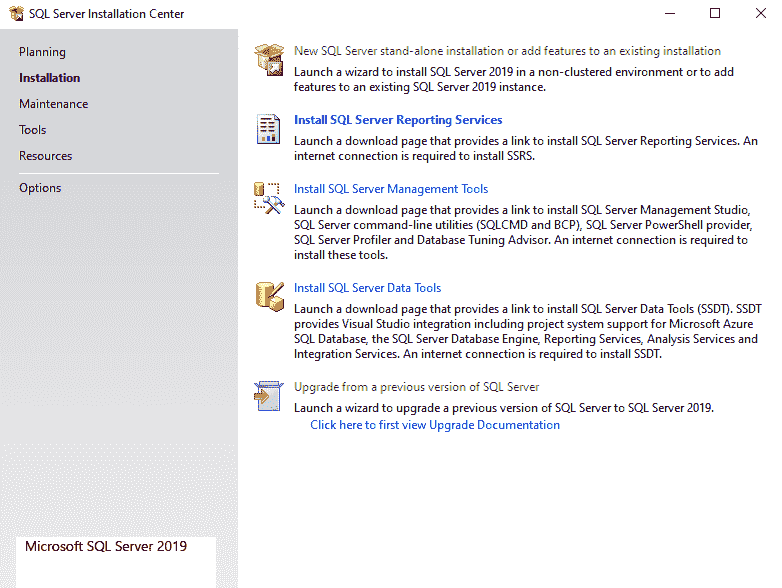 SQL Server Installation Center
Planning
Installation
Maintenance
Tools
Resources
Options
Microsoft SQL Server 2019
New SQL Server stand-alone installation or add features to an existing installation
Launch a wizard to install SQL Server 2019 in a non-clustered environment or to add
features to an existing SQL Server 2019 instance.
Install SQL Server Reporting Services
Launch a download page that provides a link to install SQL Server Reporting Services. An
internet connection is required to install SSRS.
Install SQL Server Management Tools
Launch a download page that provides a link to install SQL Server Management Studio,
SQL Server command-line utilities (SQLCMD and BCP), SQL Server PowerShell provider,
SQL Server Profiler and Database Tuning Advisor. An internet connection is required to
install these tools.
Install SQL Server Data Tools
Launch a download page that provides a link to install SQL Server Data Tools (SSDT). SSDT
provides Visual Studio integration including project system support for Microsoft Azure
SQL Database, the SQL Server Database Engine, Reporting Services, Analysis Services and
Integration Services. An internet connection is required to install SSDT.
Upgrade from a previous version of SQL Server
Launch a wizard to upgrade a previous version of SQL Server to SQL Server 2019.
Click here to first view Upgrade Documentation